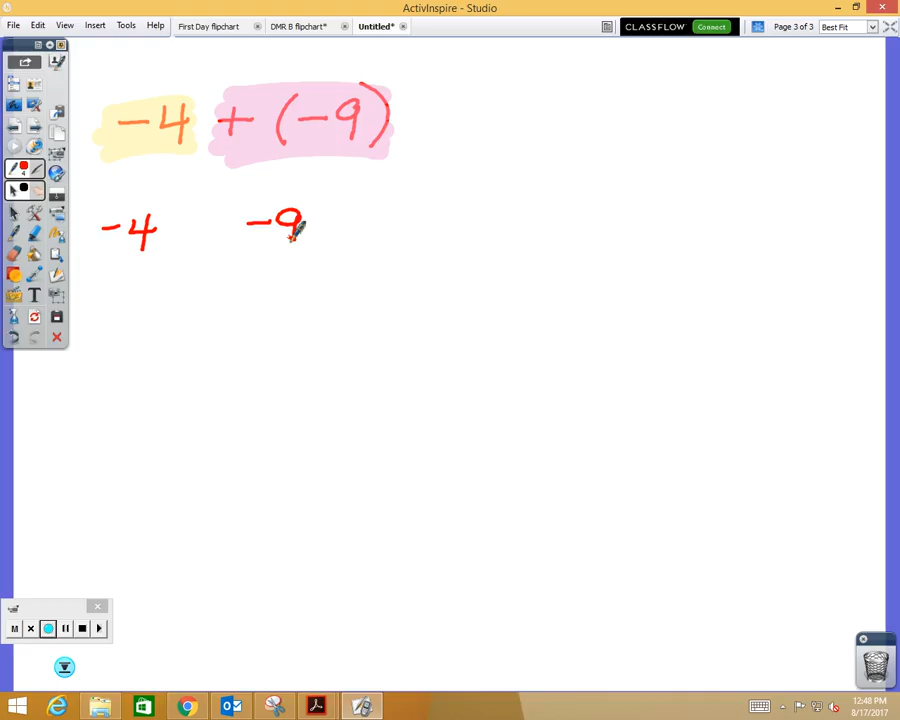 ActivInspire - Studio
File Edit View Insert Tools Help First Day flipchart DMR B flipchart* Untitled* CLASSFLOW Connect Page 3 of 3 Best Fit
-4 + (-9)
4
-4 -9
T
M
12:48 PM
8/17/2017